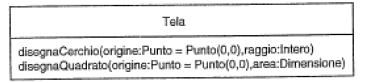 Tela
disegnaCerchio(origine:Punto = Punto(0,0),raggio:Intero)
disegnaQuadrato(origine:Punto = Punto(0,0),area:Dimensione)